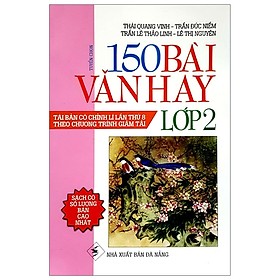 THÁI QUANG VINH - TRẦN ĐỨC NIỀM
TRẦN LÊ THẢO LINH - LÊ THỊ NGUYÊN
TUYỂN CHỌN
150 BÀI
VĂN HAY
LỚP 2
TÁI BẢN CÓ CHỈNH LÍ LẦN THỨ 8
THEO CHƯƠNG TRÌNH GIẢM TẢI
SÁCH CÓ
SỐ LƯỢNG
BẢN
CAO
NHẤT
NHÀ XUẤT BẢN ĐÀ NẴNG